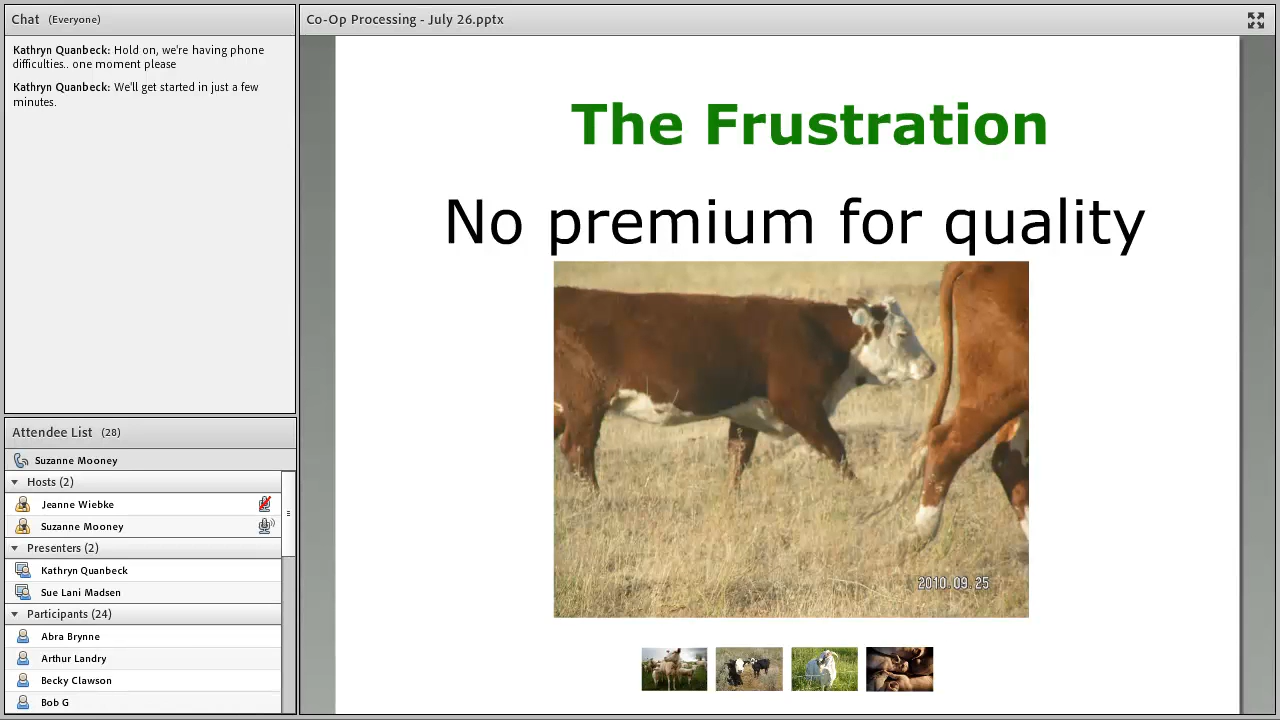 Chat (Everyone)
Kathryn Quanbeck: Hold on, we're having phone
difficulties.. one moment please
Kathryn Quanbeck: We'll get started in just a few
minutes.
Attendee List (28)
Suzanne Mooney
Hosts (2)
Jeanne Wiebke
Suzanne Mooney
Presenters (2)
Kathryn Quanbeck
Sue Lani Madsen
Participants (24)
Abra Brynne
Arthur Landry
Becky Clawson
Bob G
Co-Op Processing - July 26.pptx
The Frustration
No premium for quality
2010.09.25